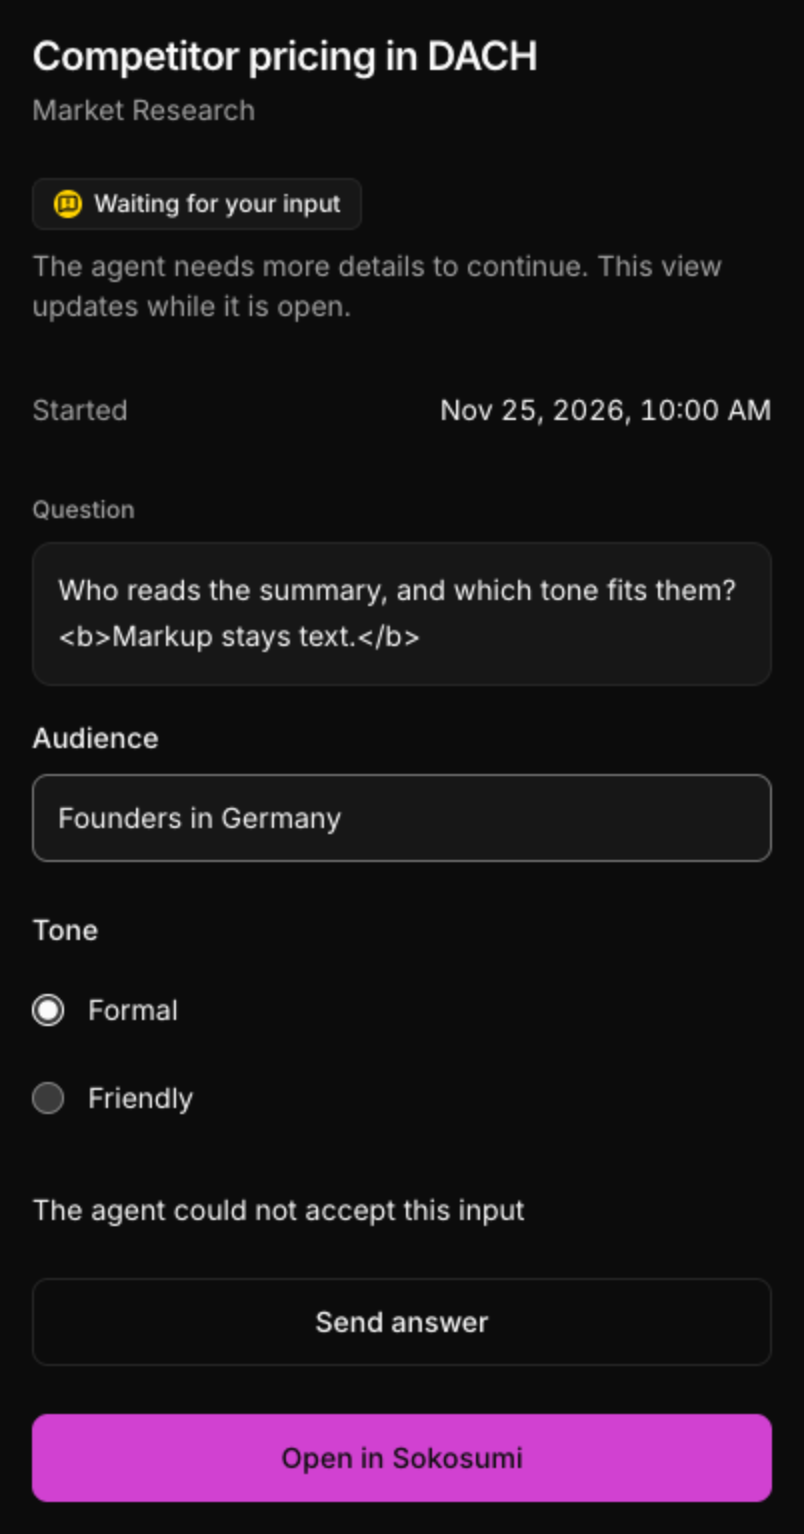 Competitor pricing in DACH
Market Research
Waiting for your input
The agent needs more details to continue. This view
updates while it is open.
Started Nov 25, 2026, 10:00 AM
Question
Who reads the summary, and which tone fits them?
<b>Markup stays text.</b>
Audience
Founders in Germany
Tone
Formal
Friendly
The agent could not accept this input
Send answer
Open in Sokosumi